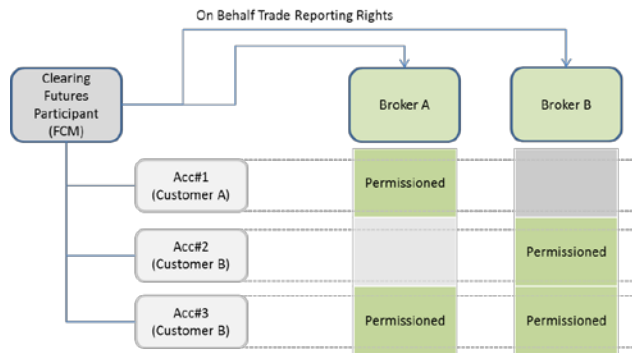 On Behalf Trade Reporting Rights
Clearing
Futures
Participant
(FCM)
Broker A
Broker B
Acc#1
(Customer A)
Permissioned
Acc#2
(Customer B)
Permissioned
Acc#3
(Customer B)
Permissioned
Permissioned